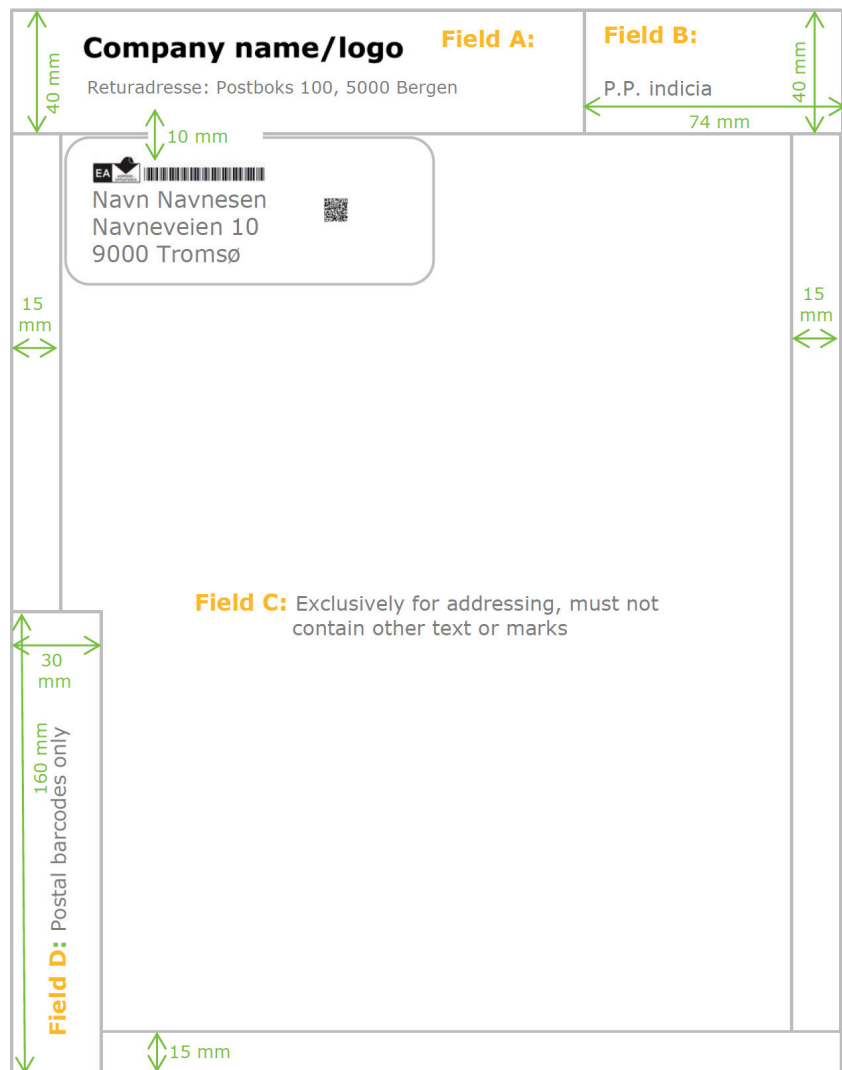 Company name/logo
Returadresse: Postboks 100, 5000 Bergen
Field A:
Field B:
P.P. indicia
40 mm
40 mm
74 mm
10 mm
EA
Navn Navnesen
Navneveien 10
9000 Tromsø
15
mm
15
mm
Field C: Exclusively for addressing, must not
contain other text or marks
30
mm
160 mm
Field D: Postal barcodes only
15 mm